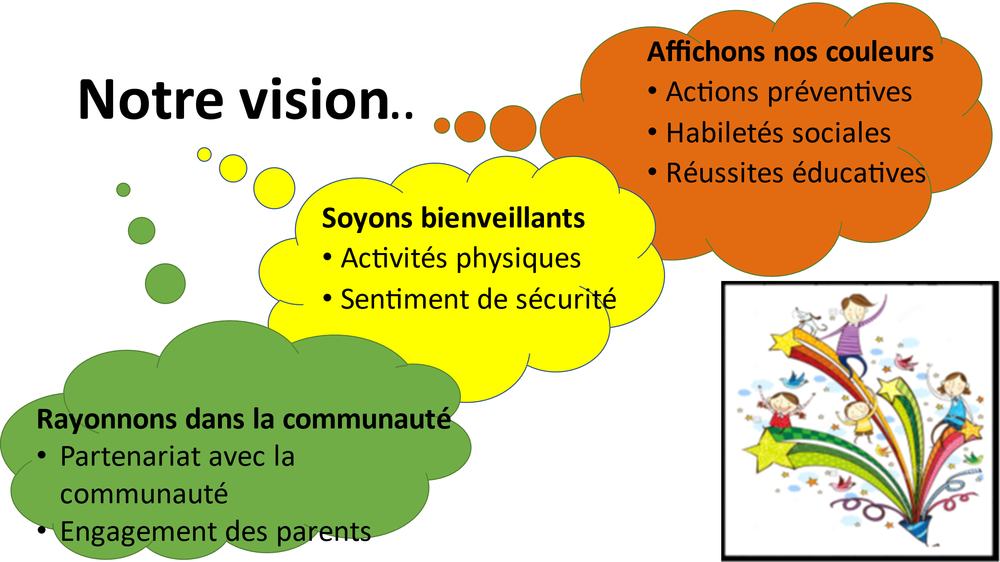 Notre vision..
Affichons nos couleurs
• Actions préventives
• Habiletés sociales
• Réussites éducatives
Soyons bienveillants
• Activités physiques
• Sentiment de sécurité
Rayonnons dans la communauté
• Partenariat avec la
communauté
• Engagement des parents